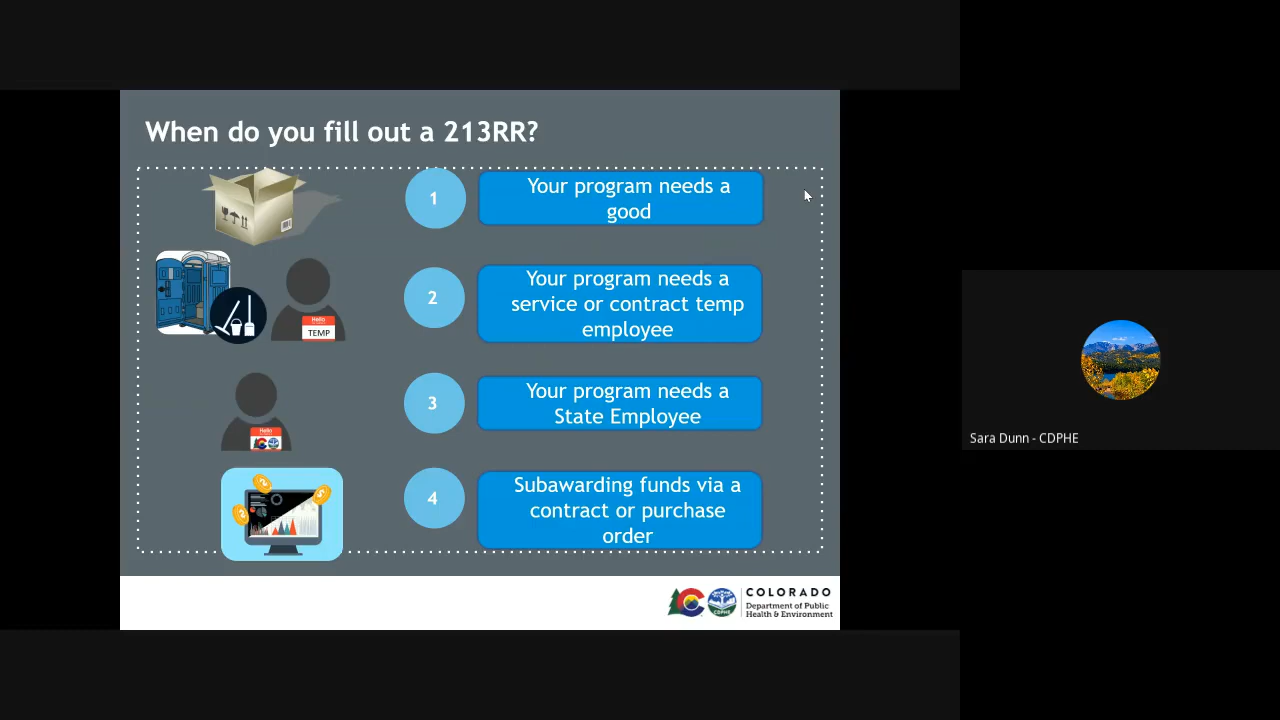 When do you fill out a 213RR?
1
Your program needs a
good
2
Your program needs a
service or contract temp
employee
Hello
TEMP
3
Your program needs a
State Employee
Hello
4
Subawarding funds via a
contract or purchase
order
CDPHE
COLORADO
Department of Public
Health & Environment
Sara Dunn - CDPHE